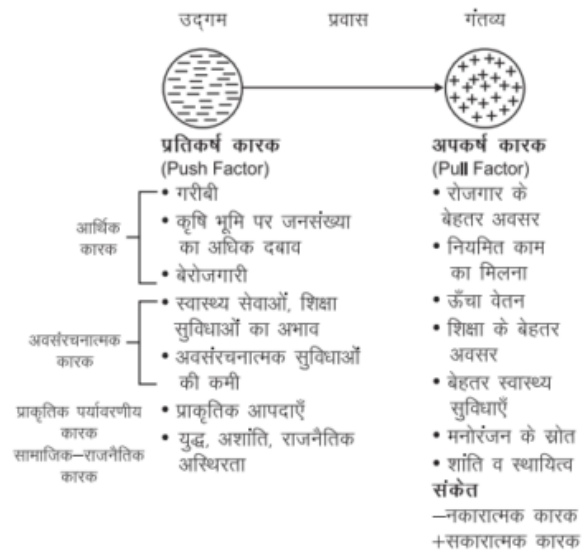 उद्गम प्रवास गंतव्य
प्रतिकर्ष कारक
(Push Factor)
आर्थिक
कारक
• गरीबी
• कृषि भूमि पर जनसंख्या
का अधिक दबाव
• बेरोजगारी
अवसंरचनात्मक
कारक
• स्वास्थ्य सेवाओं, शिक्षा
सुविधाओं का अभाव
• अवसंरचनात्मक सुविधाओं
की कमी
प्राकृतिक पर्यावरणीय
कारक
• प्राकृतिक आपदाएँ
सामाजिक–राजनैतिक
कारक
• युद्ध, अशांति, राजनैतिक
अस्थिरता
अपकर्ष कारक
(Pull Factor)
• रोजगार के
बेहतर अवसर
• नियमित काम
का मिलना
• ऊँचा वेतन
• शिक्षा के बेहतर
अवसर
• बेहतर स्वास्थ्य
सुविधाएँ
• मनोरंजन के स्रोत
• शांति व स्थायित्व
संकेत
–नकारात्मक कारक
+सकारात्मक कारक